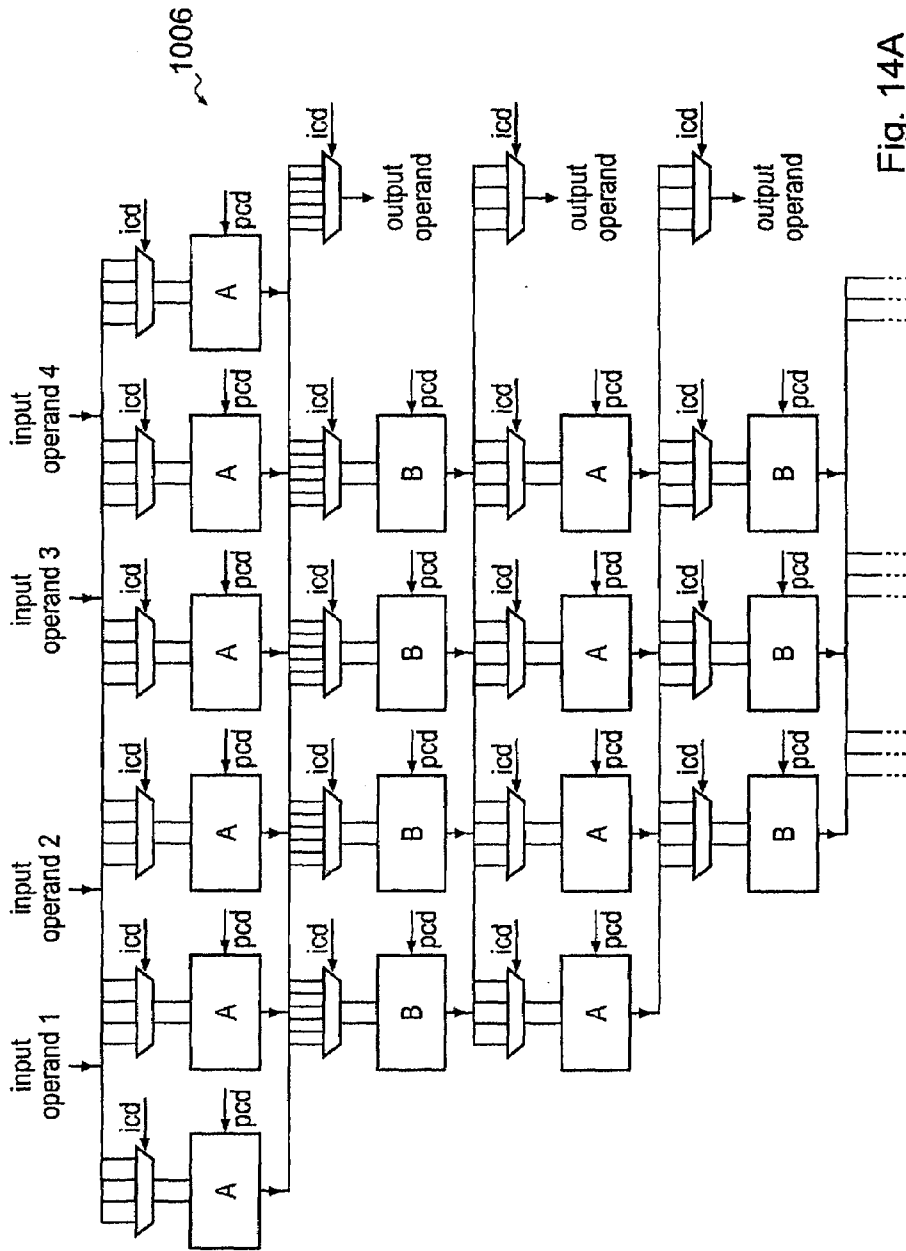 input
operand 1
input
operand 2
input
operand 3
input
operand 4
1006
icd
icd
icd
icd
icd
icd
A
pcd
A
pcd
A
pcd
A
pcd
A
pcd
A
pcd
icd
icd
icd
icd
icd
B
pcd
B
pcd
B
pcd
B
pcd
output
operand
icd
icd
icd
icd
icd
A
pcd
A
pcd
A
pcd
A
pcd
output
operand
icd
icd
icd
icd
B
pcd
B
pcd
B
pcd
output
operand
Fig. 14A